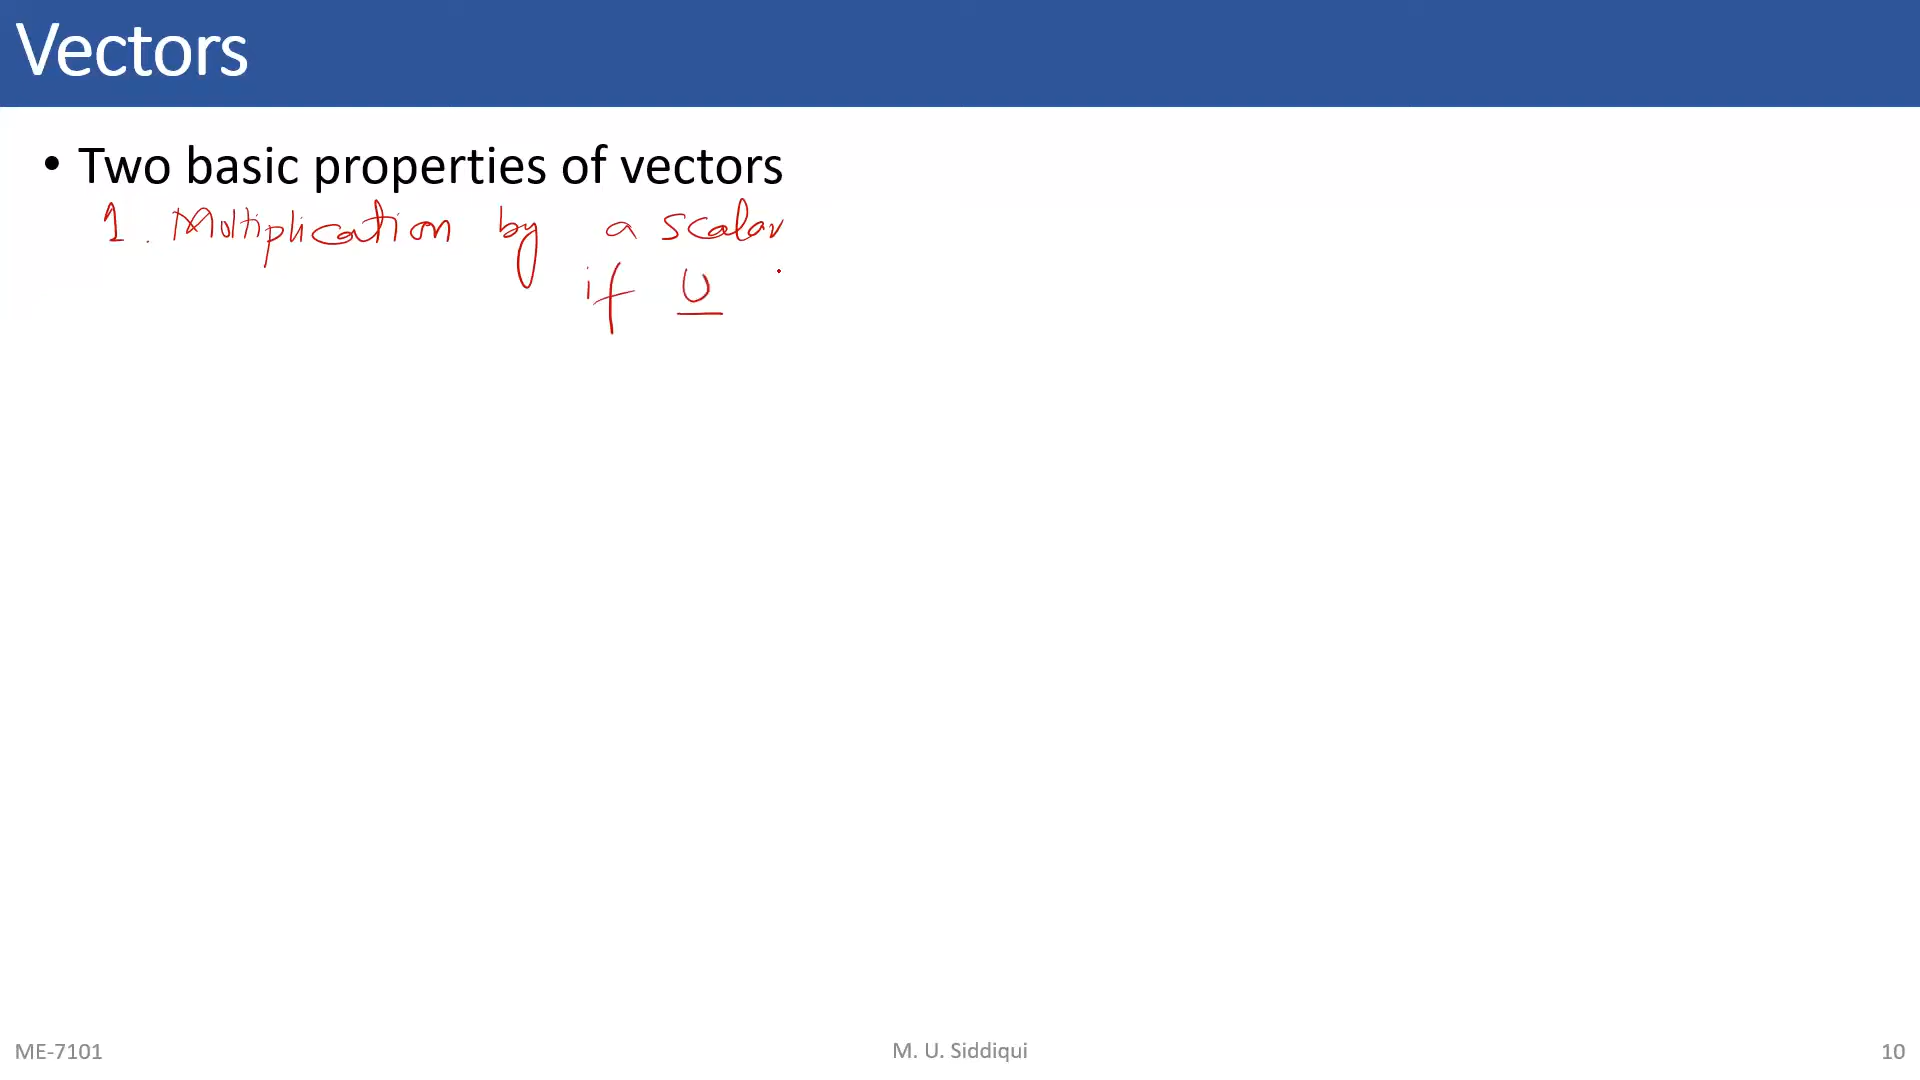 Vectors
• Two basic properties of vectors
1. Multiplication by a scalar
if U
ME-7101
M. U. Siddiqui
10